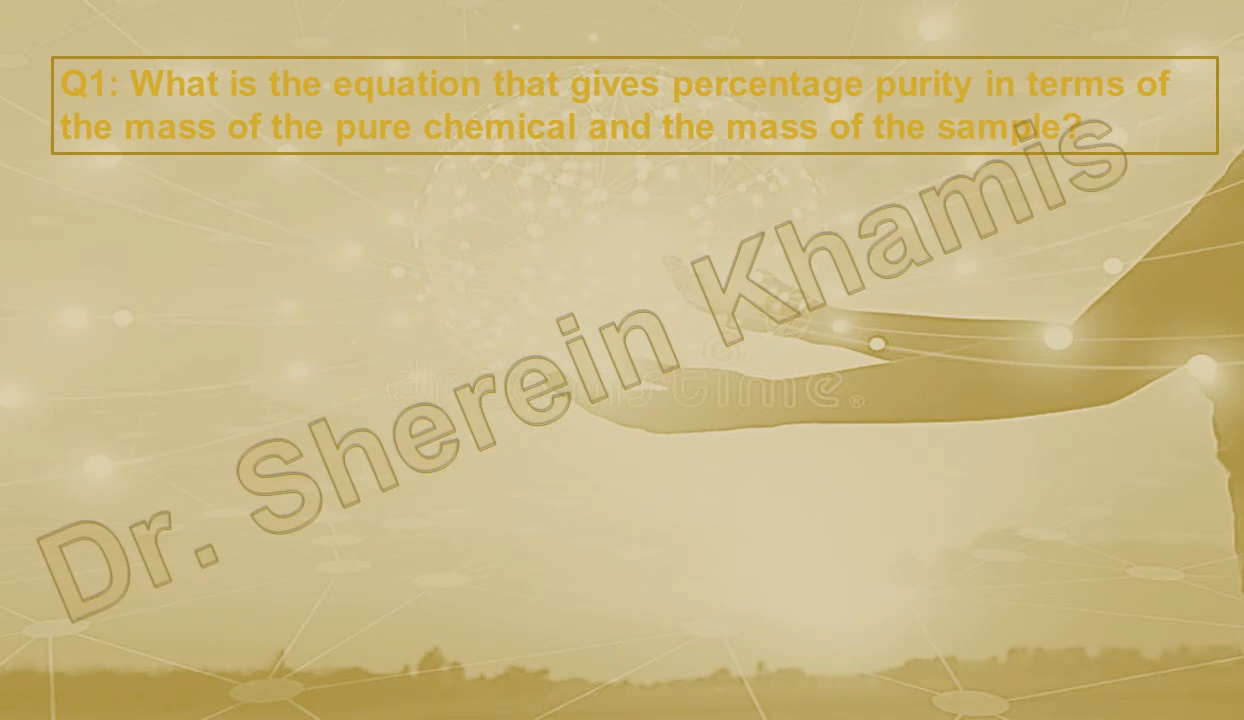 Q1: What is the equation that gives percentage purity in terms of
the mass of the pure chemical and the mass of the sample?
Dr. Sherein Khamis
time